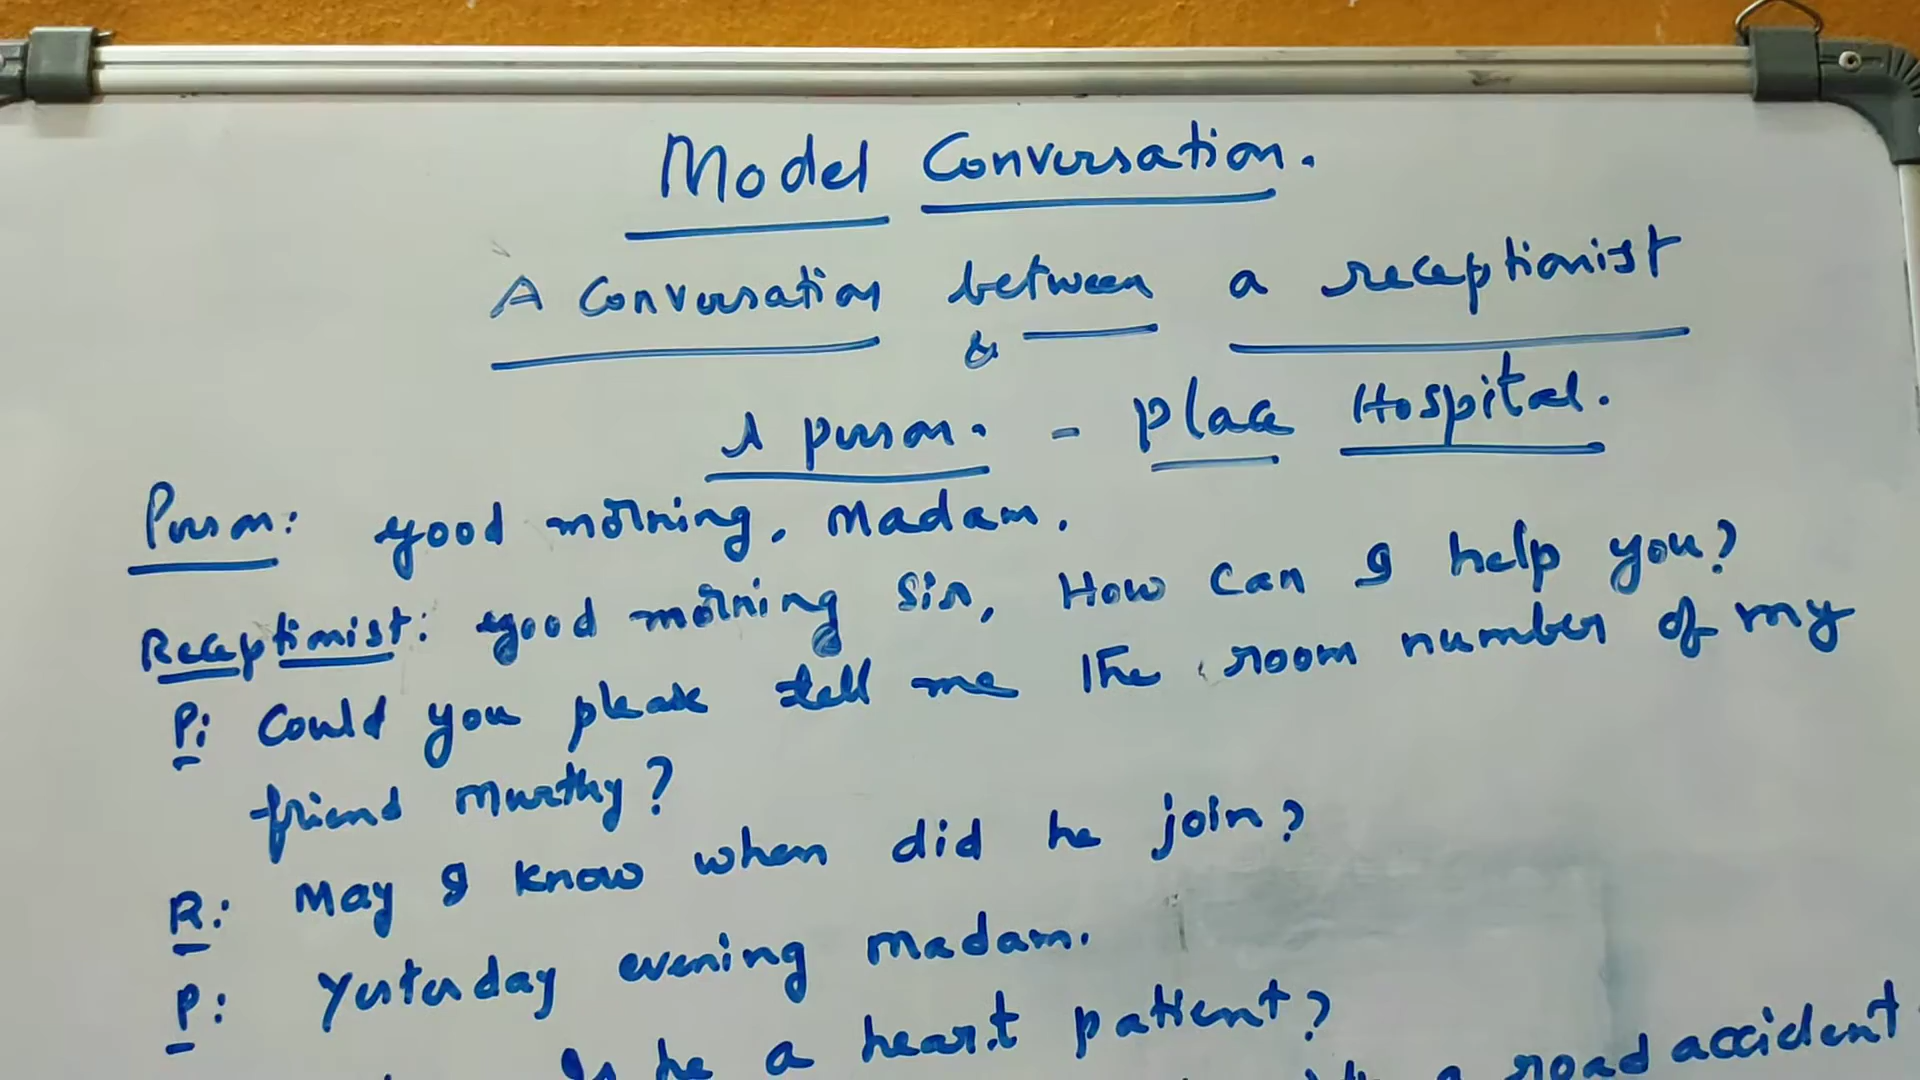 Model Conversation.
A Conversation between a receptionist
&
A person. - Place Hospital.
Person: good morning, Madam.
Receptionist: good morning Sir, How can I help you?
P: Could you please tell me the room number of my
friend Murthy?
R: May I know when did he join?
P: Yesterday evening madam.
Is he a heart patient?
a road accident